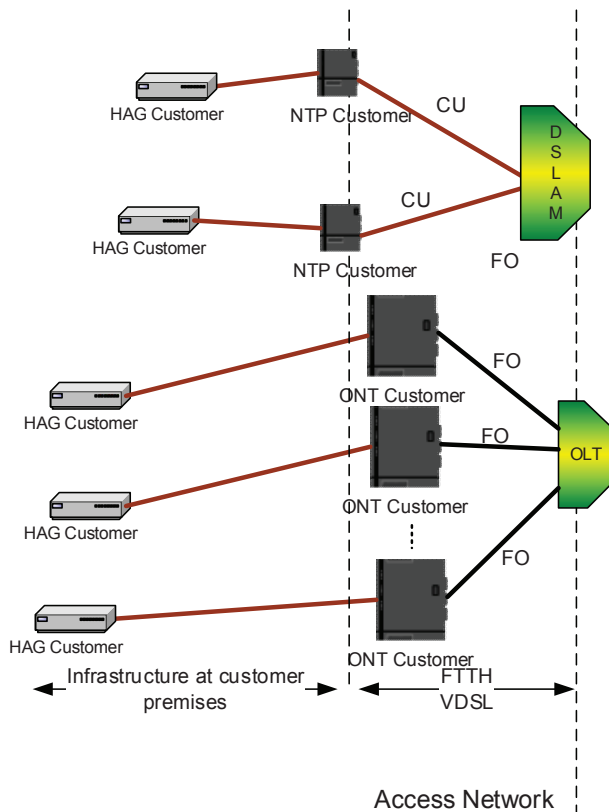 HAG Customer
NTP Customer
CU
DSLAM
HAG Customer
CU
NTP Customer
FO
HAG Customer
ONT Customer
FO
HAG Customer
ONT Customer
FO
OLT
HAG Customer
ONT Customer
FO
Infrastructure at customer
premises
FTTH
VDSL
Access Network